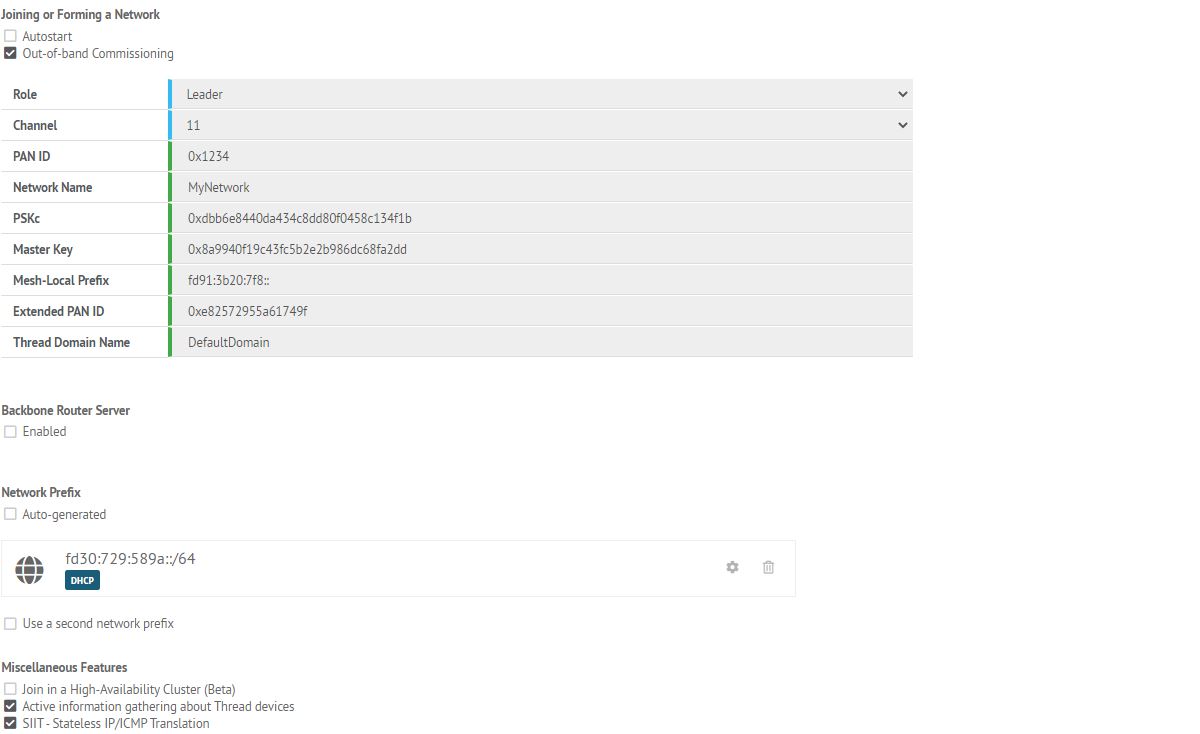 Joining or Forming a Network
Autostart
Out-of-band Commissioning
Role Leader
Channel 11
PAN ID 0x1234
Network Name MyNetwork
PSKc 0xdbb6e8440da434c8dd80f0458c134f1b
Master Key 0x8a9940f19c43fc5b2e2b986dc68fa2dd
Mesh-Local Prefix fd91:3b20:7f8::
Extended PAN ID 0xe82572955a61749f
Thread Domain Name DefaultDomain
Backbone Router Server
Enabled
Network Prefix
Auto-generated
fd30:729:589a::/64
DHCP
Use a second network prefix
Miscellaneous Features
Join in a High-Availability Cluster (Beta)
Active information gathering about Thread devices
SIIT - Stateless IP/ICMP Translation